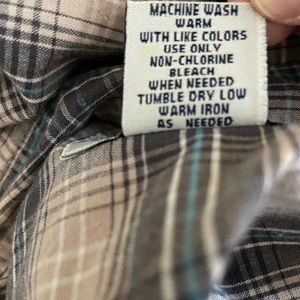 MACHINE WASH
WARM
WITH LIKE COLORS
USE ONLY
NON-CHLORINE
BLEACH
WHEN NEEDED
TUMBLE DRY LOW
WARM IRON
AS NEEDED